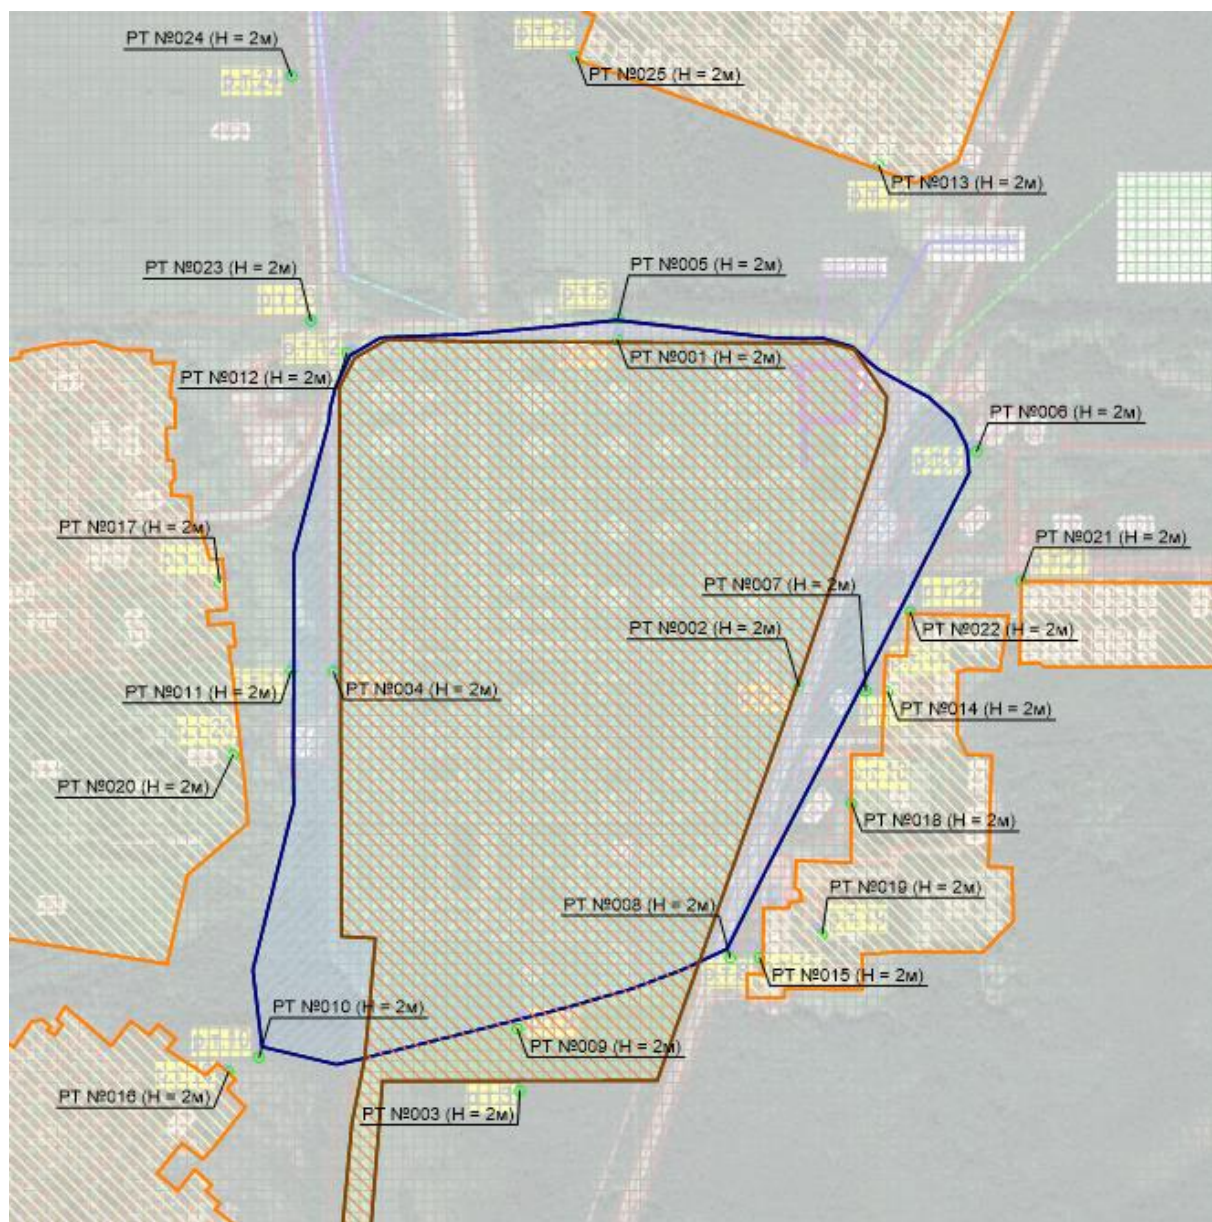 РТ №024 (H = 2м)
РТ №025 (H = 2м)
РТ №013 (H = 2м)
РТ №023 (H = 2м)
РТ №005 (H = 2м)
РТ №001 (H = 2м)
РТ №012 (H = 2м)
РТ №006 (H = 2м)
РТ №017 (H = 2м)
РТ №021 (H = 2м)
РТ №007 (H = 2м)
РТ №002 (H = 2м)
РТ №022 (H = 2м)
РТ №011 (H = 2м)
РТ №004 (H = 2м)
РТ №014 (H = 2м)
РТ №020 (H = 2м)
РТ №018 (H = 2м)
РТ №019 (H = 2м)
РТ №008 (H = 2м)
РТ №015 (H = 2м)
РТ №010 (H = 2м)
РТ №009 (H = 2м)
РТ №016 (H = 2м)
РТ №003 (H = 2м)